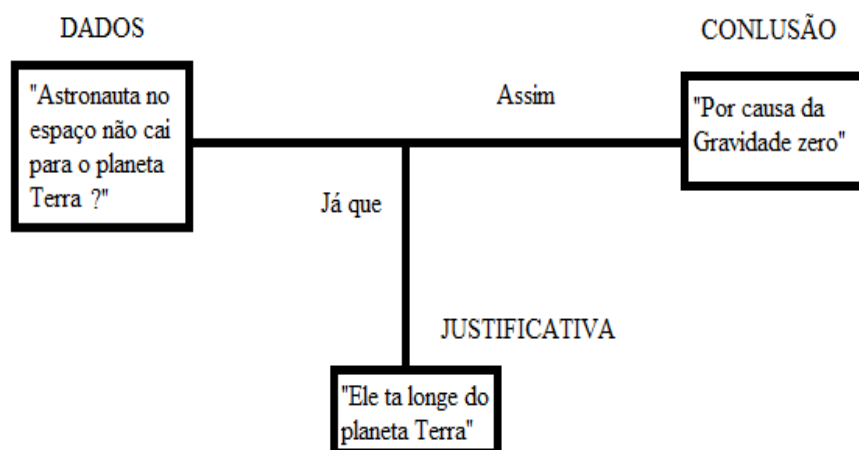 DADOS
CONLUSÃO
"Astronauta no
espaço não cai
para o planeta
Terra ?"
Assim
"Por causa da
Gravidade zero"
Já que
JUSTIFICATIVA
"Ele ta longe do
planeta Terra"